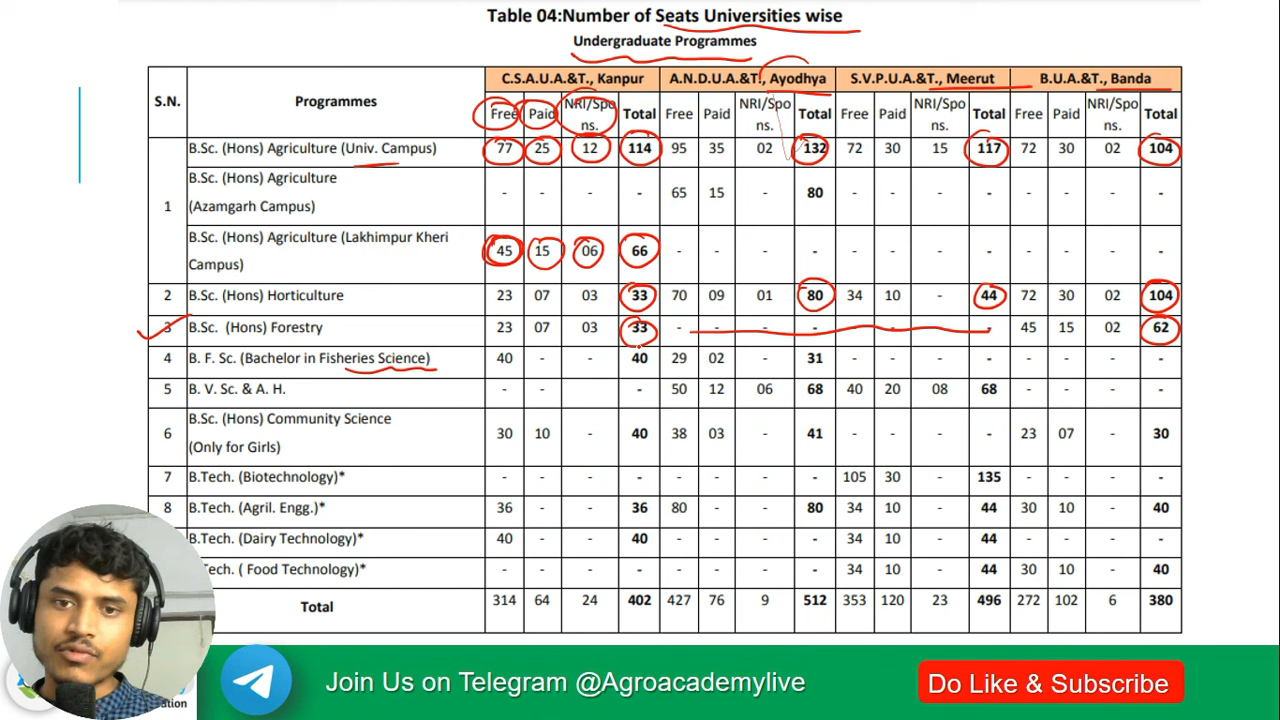 Table 04:Number of Seats Universities wise
Undergraduate Programmes
S.N. Programmes C.S.A.U.A.&T., Kanpur A.N.D.U.A.&T., Ayodhya S.V.P.U.A.&T., Meerut B.U.A.&T., Banda
Free Paid NRI/Spo ns. Total Free Paid NRI/Spo ns. Total Free Paid NRI/Spo ns. Total Free Paid NRI/Spo ns. Total
1 B.Sc. (Hons) Agriculture (Univ. Campus) 77 25 12 114 95 35 02 132 72 30 15 117 72 30 02 104
B.Sc. (Hons) Agriculture
(Azamgarh Campus) - - - - 65 15 - 80 - - - - - - - -
B.Sc. (Hons) Agriculture (Lakhimpur Kheri
Campus) 45 15 06 66 - - - - - - - - - - - -
2 B.Sc. (Hons) Horticulture 23 07 03 33 70 09 01 80 34 10 - 44 72 30 02 104
3 B.Sc. (Hons) Forestry 23 07 03 33 - - - - - - - - 45 15 02 62
4 B. F. Sc. (Bachelor in Fisheries Science) 40 - - 40 29 02 - 31 - - - - - - - -
5 B. V. Sc. & A. H. - - - - 50 12 06 68 40 20 08 68 - - - -
6 B.Sc. (Hons) Community Science
(Only for Girls) 30 10 - 40 38 03 - 41 - - - - 23 07 - 30
7 B.Tech. (Biotechnology)* - - - - - - - - 105 30 - 135 - - - -
8 B.Tech. (Agril. Engg.)* 36 - - 36 80 - - 80 34 10 - 44 30 10 - 40
B.Tech. (Dairy Technology)* 40 - - 40 - - - - 34 10 - 44 - - - -
Tech. ( Food Technology)* - - - - - - - - 34 10 - 44 30 10 - 40
Total 314 64 24 402 427 76 9 512 353 120 23 496 272 102 6 380
Join Us on Telegram @Agroacademylive
Do Like & Subscribe